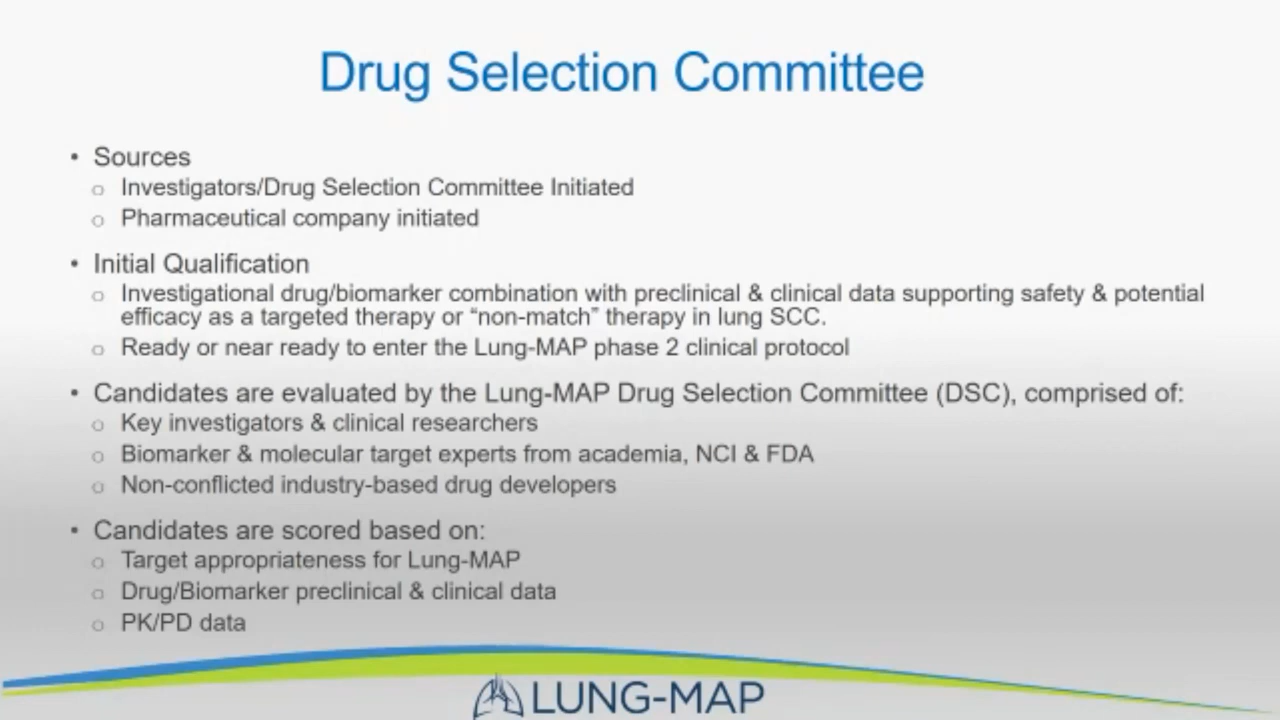 Drug Selection Committee
• Sources
o Investigators/Drug Selection Committee Initiated
o Pharmaceutical company initiated
• Initial Qualification
o Investigational drug/biomarker combination with preclinical & clinical data supporting safety & potential
efficacy as a targeted therapy or “non-match” therapy in lung SCC.
o Ready or near ready to enter the Lung-MAP phase 2 clinical protocol
• Candidates are evaluated by the Lung-MAP Drug Selection Committee (DSC), comprised of:
o Key investigators & clinical researchers
o Biomarker & molecular target experts from academia, NCI & FDA
o Non-conflicted industry-based drug developers
• Candidates are scored based on:
o Target appropriateness for Lung-MAP
o Drug/Biomarker preclinical & clinical data
o PK/PD data
LUNG-MAP